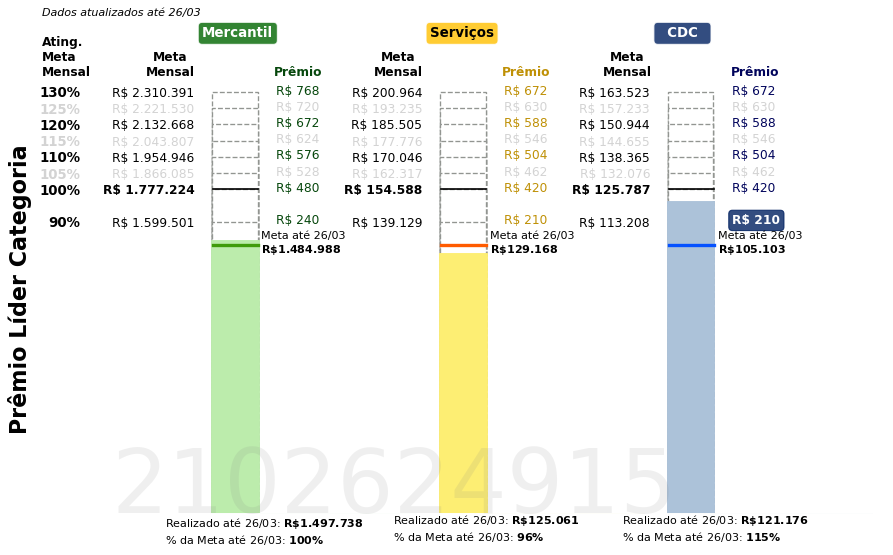 Dados atualizados até 26/03
Mercantil Serviços CDC
Ating.
Meta Meta Meta Meta
Mensal Mensal Prêmio Mensal Prêmio Mensal Prêmio
130% R$ 2.310.391 R$ 768 R$ 200.964 R$ 672 R$ 163.523 R$ 672
125% R$ 2.221.530 R$ 720 R$ 193.235 R$ 630 R$ 157.233 R$ 630
120% R$ 2.132.668 R$ 672 R$ 185.505 R$ 588 R$ 150.944 R$ 588
115% R$ 2.043.807 R$ 624 R$ 177.776 R$ 546 R$ 144.655 R$ 546
110% R$ 1.954.946 R$ 576 R$ 170.046 R$ 504 R$ 138.365 R$ 504
105% R$ 1.866.085 R$ 528 R$ 162.317 R$ 462 R$ 132.076 R$ 462
100% R$ 1.777.224 R$ 480 R$ 154.588 R$ 420 R$ 125.787 R$ 420
90% R$ 1.599.501 R$ 240 R$ 139.129 R$ 210 R$ 113.208 R$ 210
Meta até 26/03 Meta até 26/03 Meta até 26/03
R$1.484.988 R$129.168 R$105.103
Prêmio Líder Categoria
2102624915
Realizado até 26/03: R$1.497.738 Realizado até 26/03: R$125.061 Realizado até 26/03: R$121.176
% da Meta até 26/03: 100% % da Meta até 26/03: 96% % da Meta até 26/03: 115%